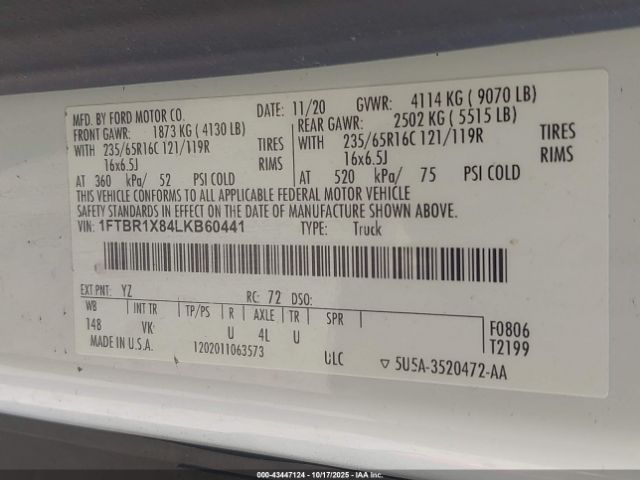 MFD. BY FORD MOTOR CO. DATE: 11/20 GVWR: 4114 KG ( 9070 LB)
FRONT GAWR: 1873 KG ( 4130 LB) REAR GAWR: 2502 KG ( 5515 LB)
WITH 235/65R16C 121/119R TIRES WITH 235/65R16C 121/119R TIRES
16x6.5J RIMS 16x6.5J RIMS
AT 360 kPa/ 52 PSI COLD AT 520 kPa/ 75 PSI COLD
THIS VEHICLE CONFORMS TO ALL APPLICABLE FEDERAL MOTOR VEHICLE
SAFETY STANDARDS IN EFFECT ON THE DATE OF MANUFACTURE SHOWN ABOVE.
VIN: 1FTBR1X84LKB60441 TYPE: Truck
EXT PNT: YZ RC: 72 DSO:
WB INT TR TP/PS R AXLE TR SPR
148 VK U 4L U
F0806
T2199
MADE IN U.S.A. 1202011063573 ULC ▽ 5USA-3520472-AA
000-43447124 - 10/17/2025 - IAA Inc.